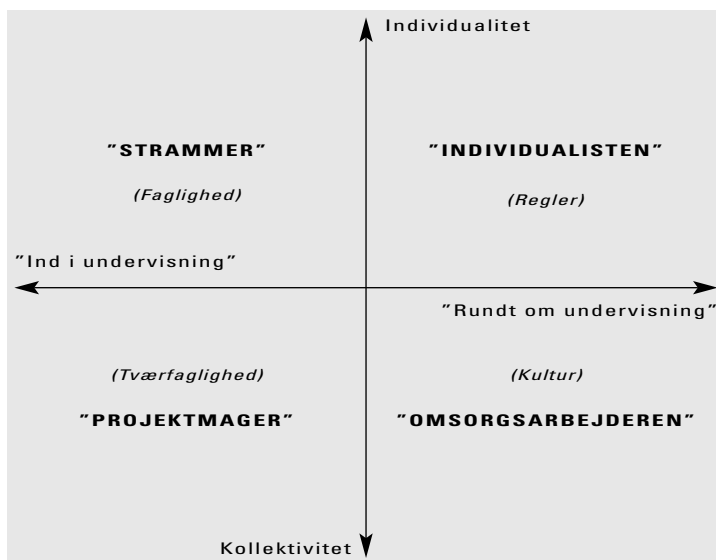 Individualitet
”STRAMMER”
”INDIVIDUALISTEN”
(Faglighed)
(Regler)
”Ind i undervisning”
”Rundt om undervisning”
(Tværfaglighed)
(Kultur)
”PROJEKTMAGER”
”OMSORGSARBEJDEREN”
Kollektivitet